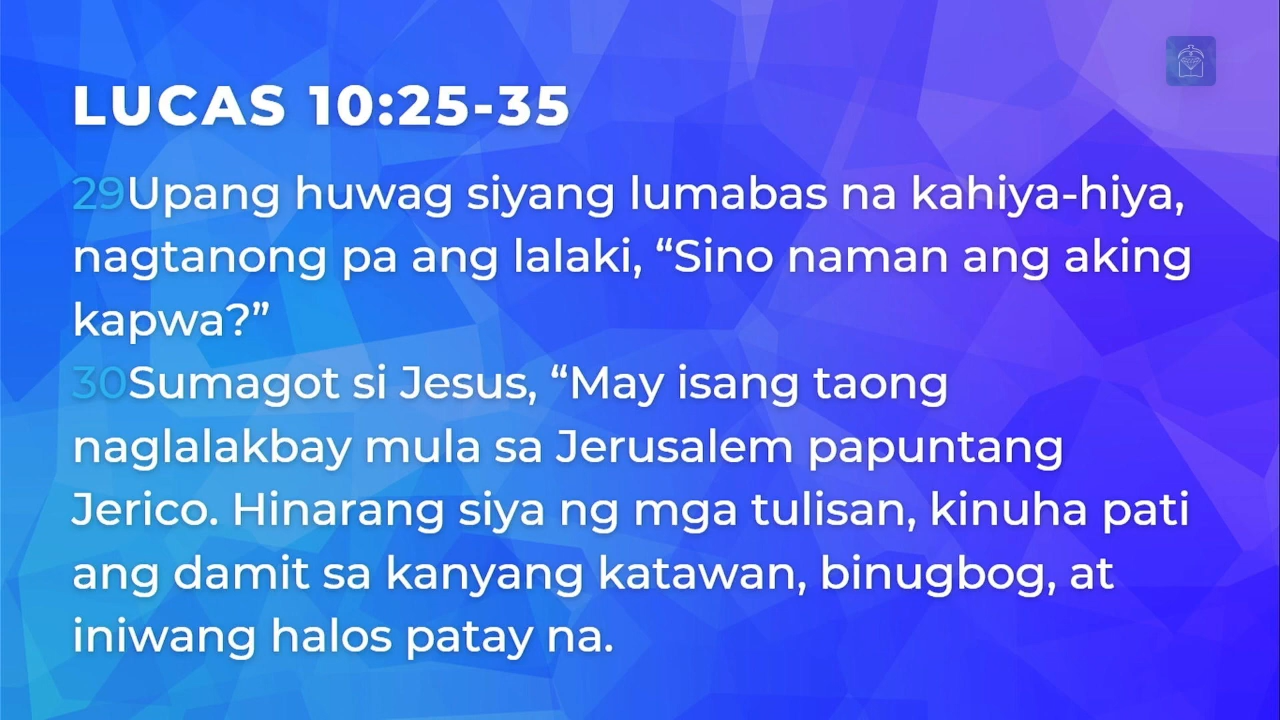 LUCAS 10:25-35
29Upang huwag siyang lumabas na kahiya-hiya,
nagtanong pa ang lalaki, “Sino naman ang aking
kapwa?”
30Sumagot si Jesus, “May isang taong
naglalakbay mula sa Jerusalem papuntang
Jerico. Hinarang siya ng mga tulisan, kinuha pati
ang damit sa kanyang katawan, binugbog, at
iniwang halos patay na.